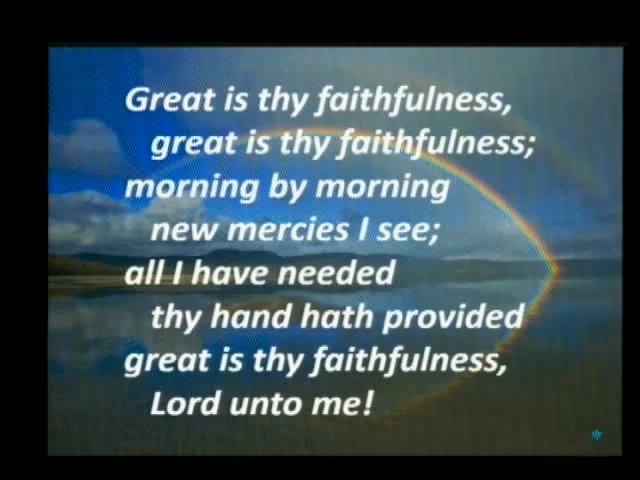 Great is thy faithfulness,
great is thy faithfulness;
morning by morning
new mercies I see;
all I have needed
thy hand hath provided
great is thy faithfulness,
Lord unto me!